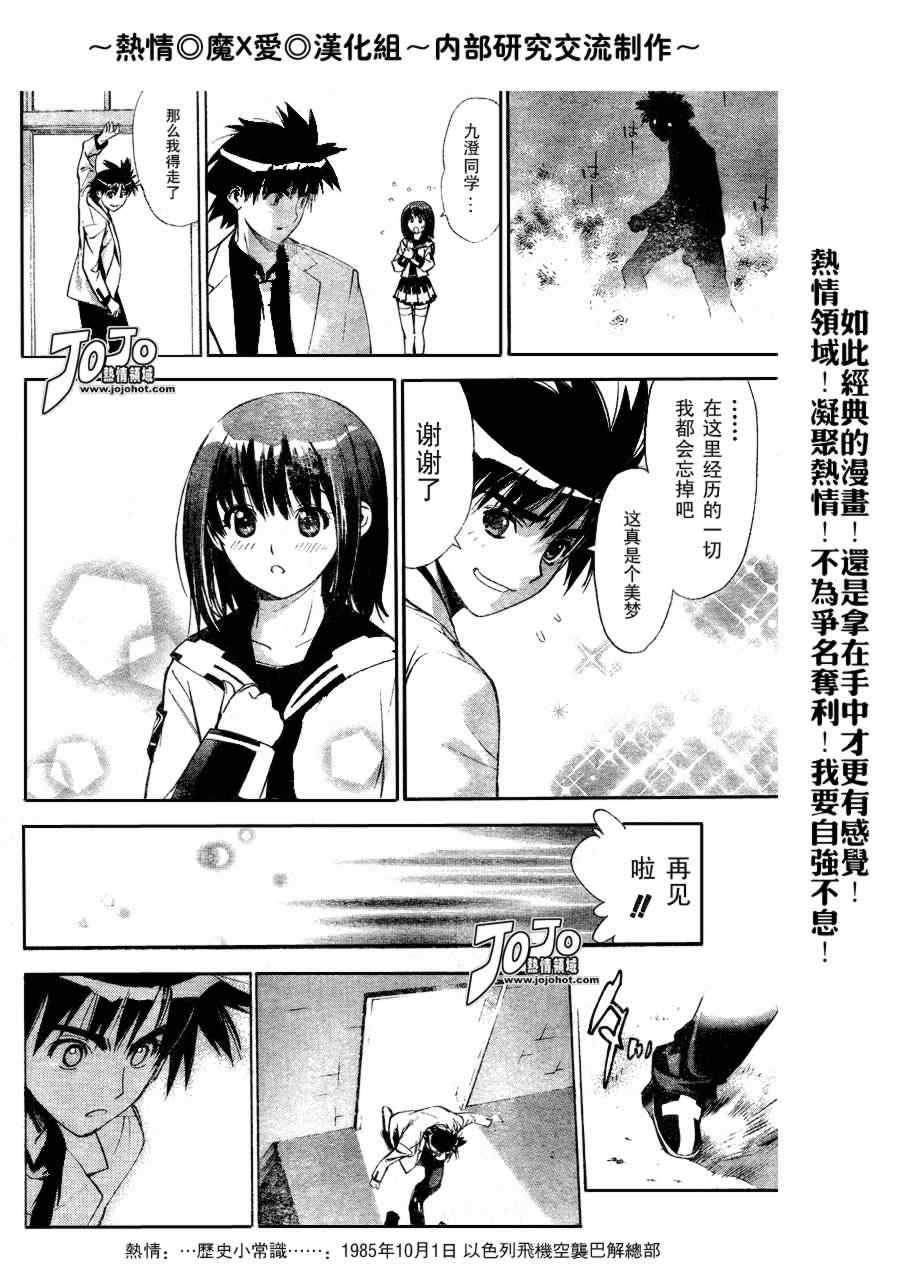 ～熱情◎魔X愛◎漢化組～内部研究交流制作～
は
は
は
は
九澄同学…
那么我得走了
JOJO
熱情領域
www.jojohot.com
……
在这里经历的一切
我都会忘掉吧
这真是个美梦
谢谢了
再见
啦!!
JOJO
熱情領域
www.jojohot.com
如此經典的漫畫！還是拿在手中才更有感覺！
熱情領域！凝聚熱情！不為爭名奪利！我要自強不息！
熱情：…歷史小常識……：1985年10月1日 以色列飛機空襲巴解總部